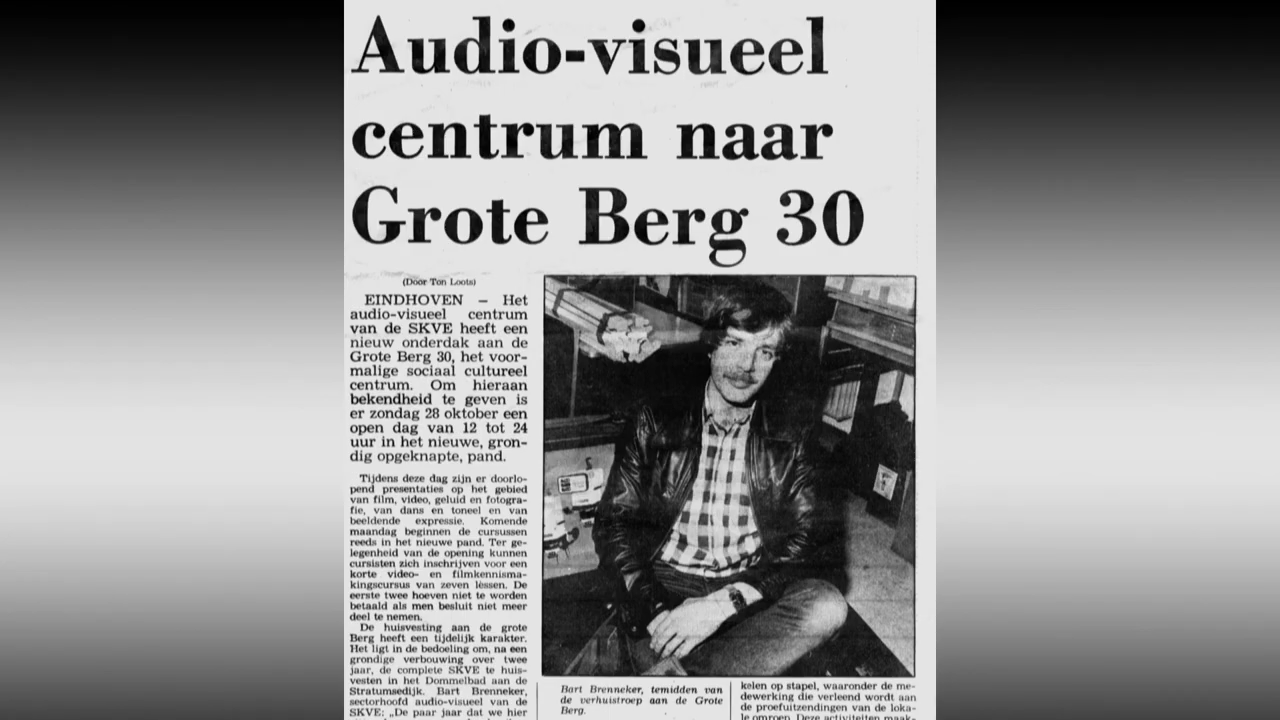 Audio-visueel
centrum naar
Grote Berg 30
(Door Ton Loots)
EINDHOVEN – Het
audio-visueel centrum
van de SKVE heeft een
nieuw onderdak aan de
Grote Berg 30, het voor-
malige sociaal cultureel
centrum. Om hieraan
bekendheid te geven is
er zondag 28 oktober een
open dag van 12 tot 24
uur in het nieuwe, gron-
dig opgeknapte, pand.
Tijdens deze dag zijn er doorlo-
pend presentaties op het gebied
van film, video, geluid en fotogra-
fie, van dans en toneel en van
beeldende expressie. Komende
maandag beginnen de cursussen
reeds in het nieuwe pand. Ter ge-
legenheid van de opening kunnen
cursisten zich inschrijven voor een
korte video- en filmkennisma-
kingscursus van zeven lèssen. De
eerste twee hoeven niet te worden
betaald als men besluit niet meer
deel te nemen.
De huisvesting aan de grote
Berg heeft een tijdelijk karakter.
Het ligt in de bedoeling om, na een
grondige verbouwing over twee
jaar, de complete SKVE te huis-
vesten in het Dommelbad aan de
Stratumsedijk. Bart Brenneker,
sectorhoofd audio-visueel van de
SKVE: „De paar jaar dat we hier
Bart Brenneker, temidden van
de verhuistroep aan de Grote
Berg.
kelen op stapel, waaronder de me-
dewerking die verleend wordt aan
de proefuitzendingen van de loka-
le omroep. Deze activiteiten maak-